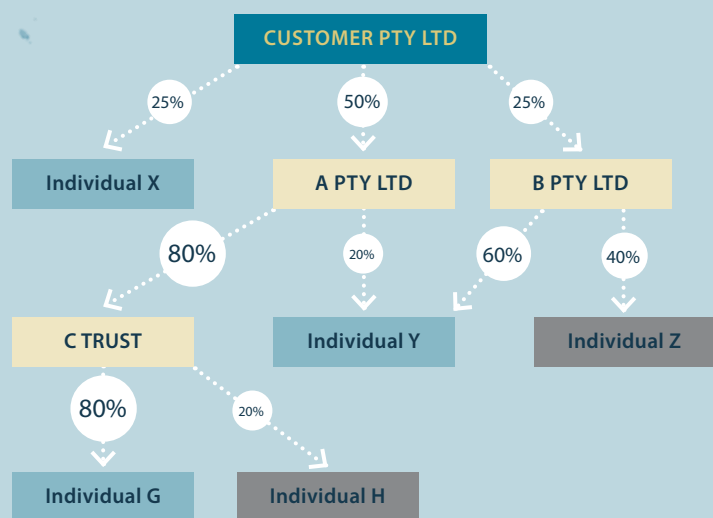 CUSTOMER PTY LTD
25%
50%
25%
Individual X
A PTY LTD
B PTY LTD
80%
20%
60%
40%
C TRUST
Individual Y
Individual Z
80%
20%
Individual G
Individual H